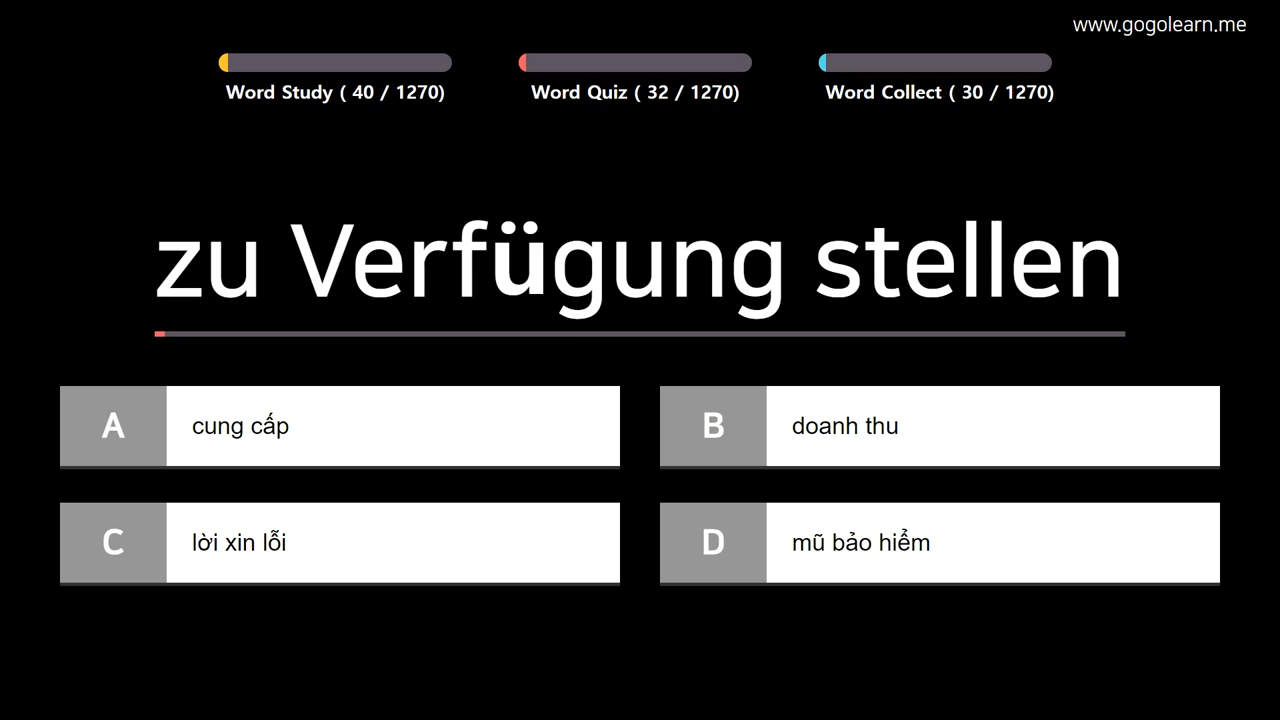 www.gogolearn.me
Word Study ( 40 / 1270)
Word Quiz ( 32 / 1270)
Word Collect ( 30 / 1270)
zu Verfügung stellen
A cung cấp
B doanh thu
C lời xin lỗi
D mũ bảo hiểm